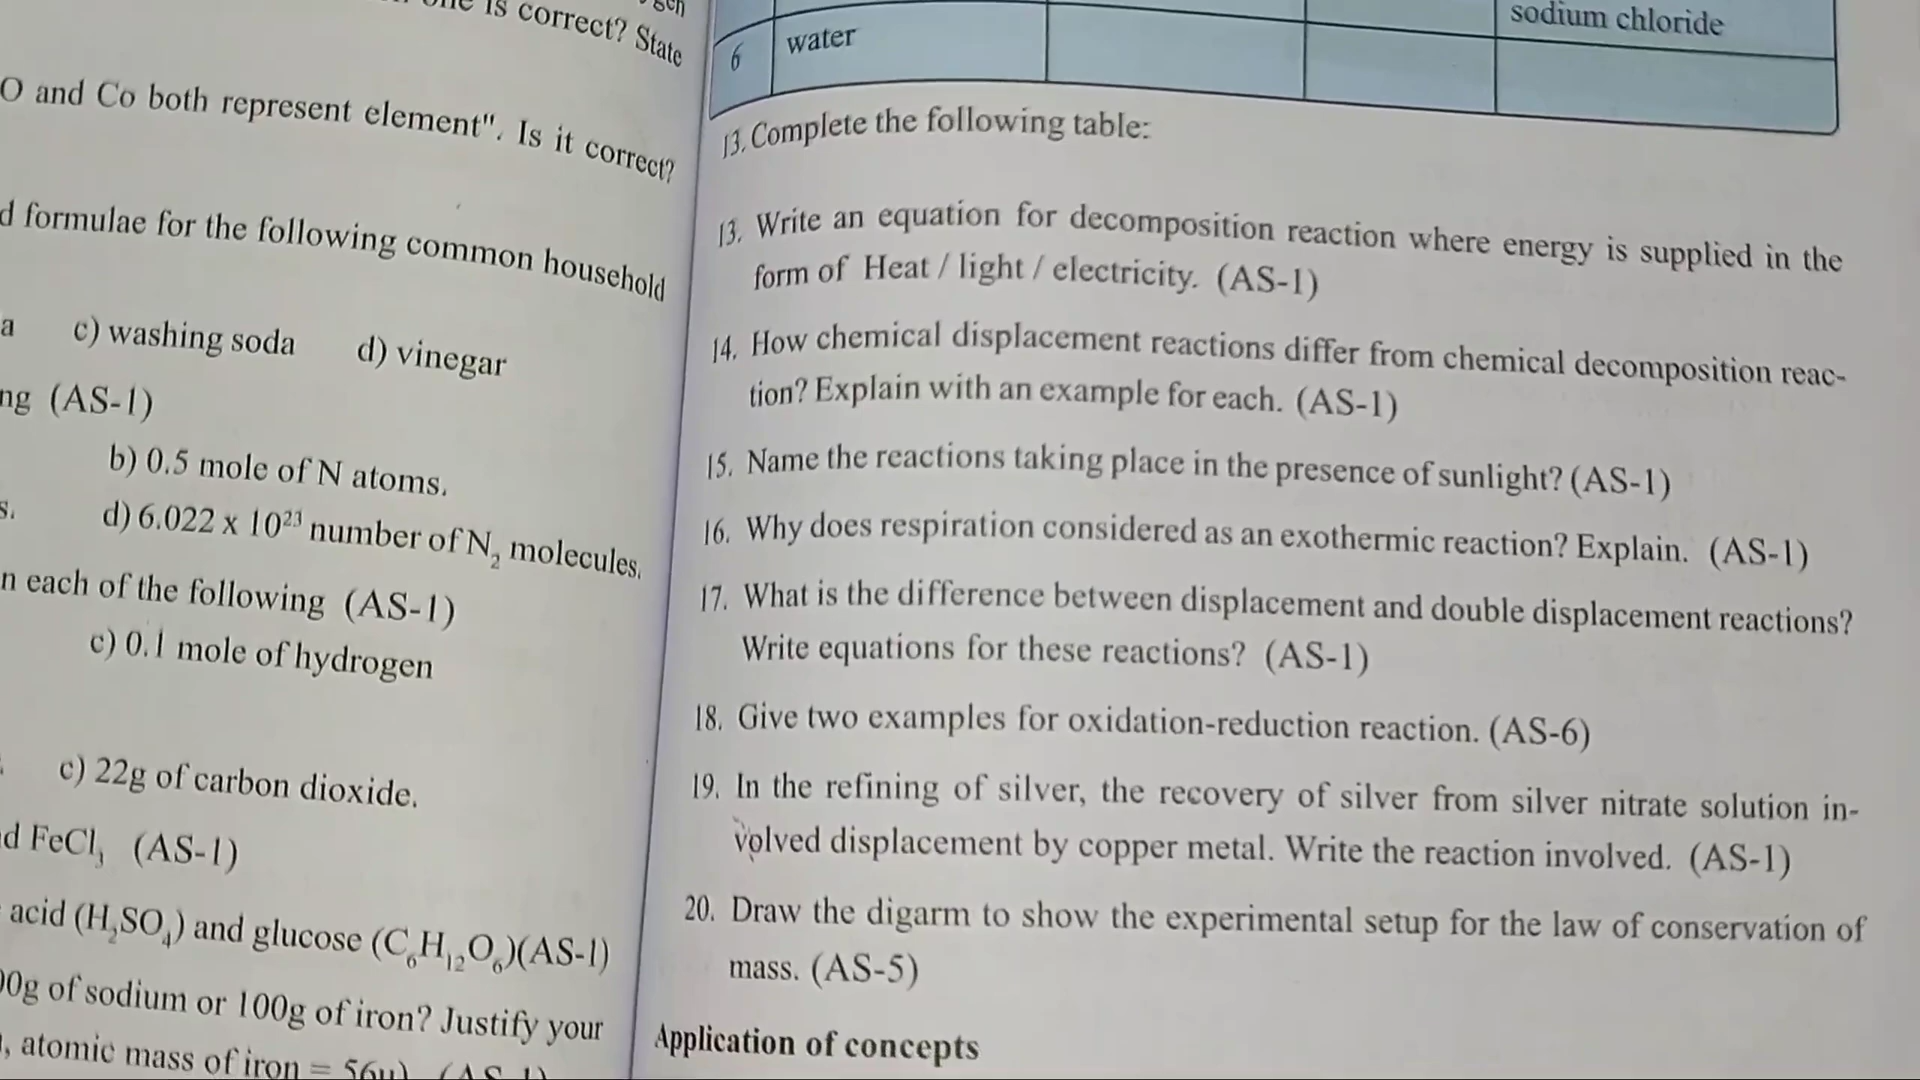 is correct? State
O and Co both represent element". Is it correct?
d formulae for the following common household
a c) washing soda d) vinegar
ng (AS-1)
b) 0.5 mole of N atoms.
s. d) 6.022 x 10²³ number of N₂ molecules.
n each of the following (AS-1)
c) 0.1 mole of hydrogen
c) 22g of carbon dioxide.
d FeCl₃ (AS-1)
acid (H₂SO₄) and glucose (C₆H₁₂O₆)(AS-1)
00g of sodium or 100g of iron? Justify your
, atomic mass of iron = 56u)
sodium chloride
6 water
13. Complete the following table:
13. Write an equation for decomposition reaction where energy is supplied in the
form of Heat / light / electricity. (AS-1)
14. How chemical displacement reactions differ from chemical decomposition reac-
tion? Explain with an example for each. (AS-1)
15. Name the reactions taking place in the presence of sunlight? (AS-1)
16. Why does respiration considered as an exothermic reaction? Explain. (AS-1)
17. What is the difference between displacement and double displacement reactions?
Write equations for these reactions? (AS-1)
18. Give two examples for oxidation-reduction reaction. (AS-6)
19. In the refining of silver, the recovery of silver from silver nitrate solution in-
volved displacement by copper metal. Write the reaction involved. (AS-1)
20. Draw the digarm to show the experimental setup for the law of conservation of
mass. (AS-5)
Application of concepts